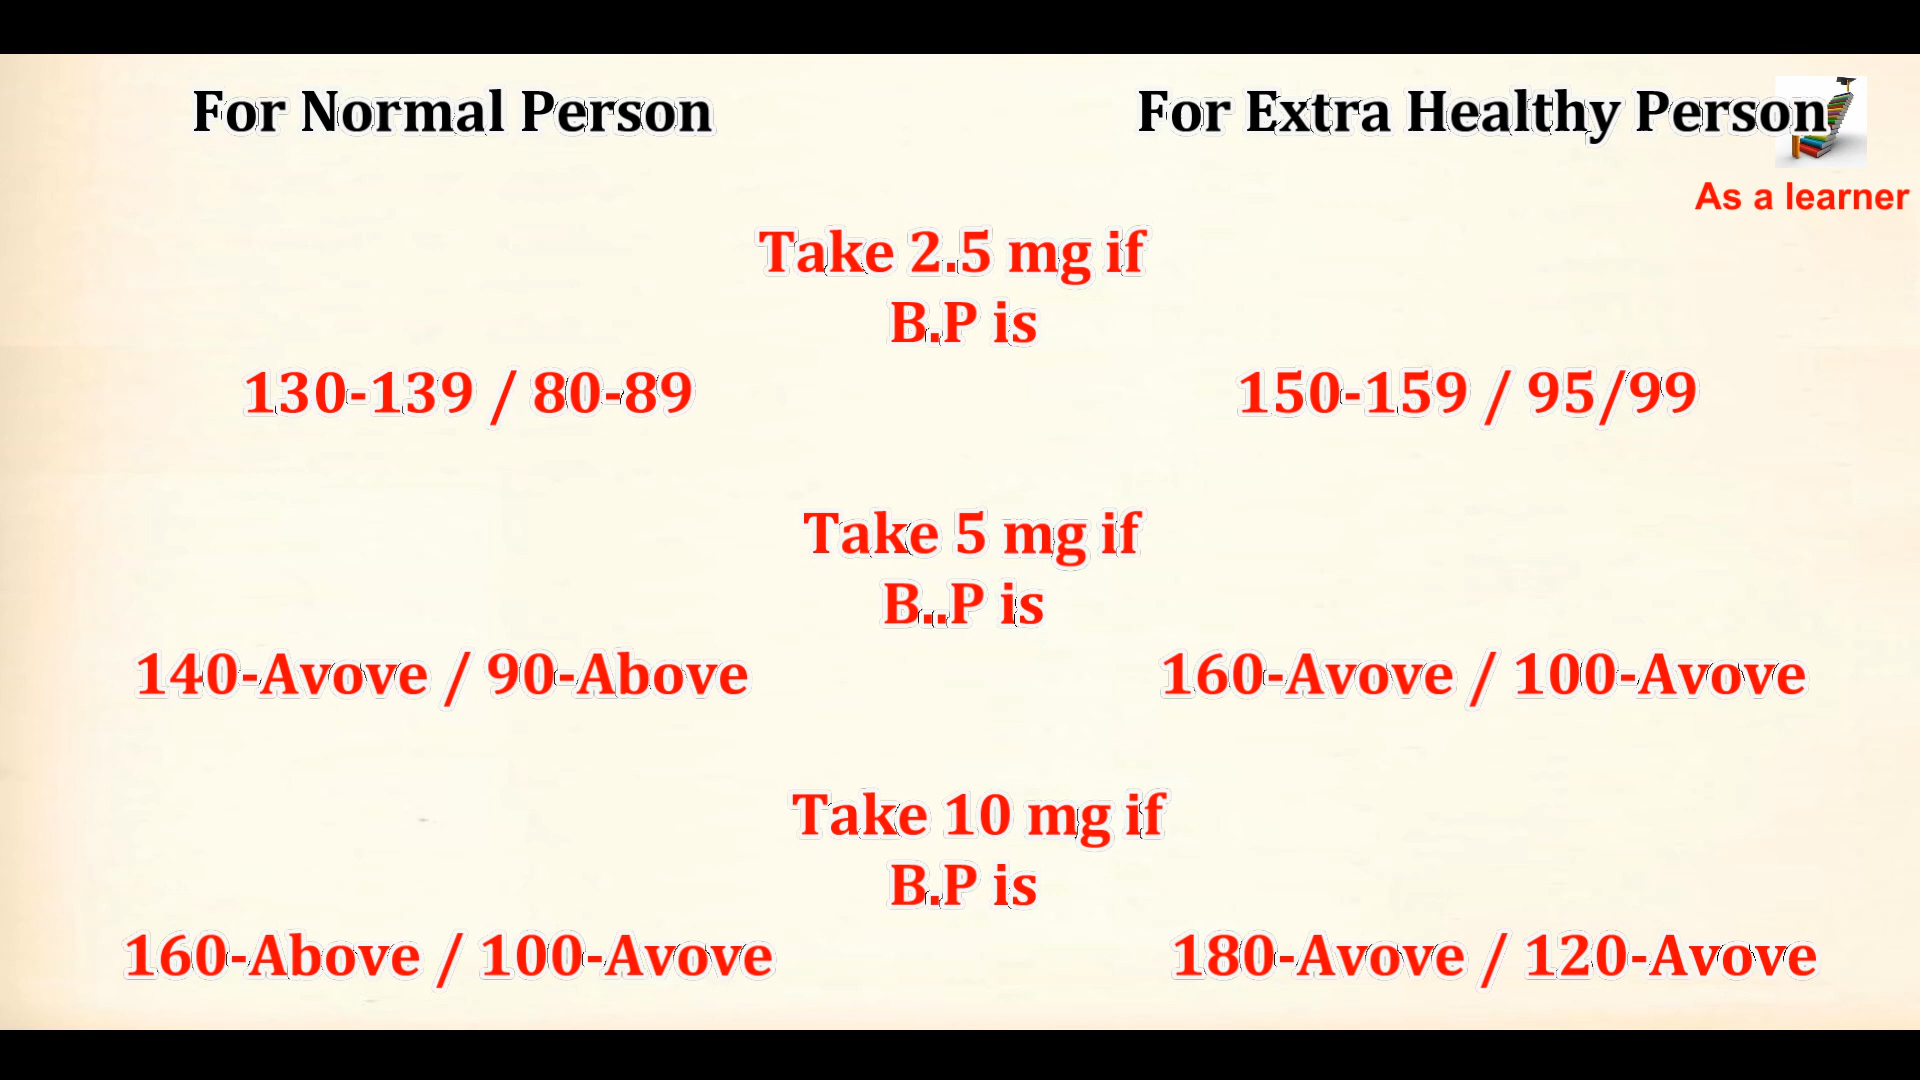 For Normal Person For Extra Healthy Person
As a learner
Take 2.5 mg if
B.P is
130-139 / 80-89 150-159 / 95/99
Take 5 mg if
B..P is
140-Avove / 90-Above 160-Avove / 100-Avove
Take 10 mg if
B.P is
160-Above / 100-Avove 180-Avove / 120-Avove